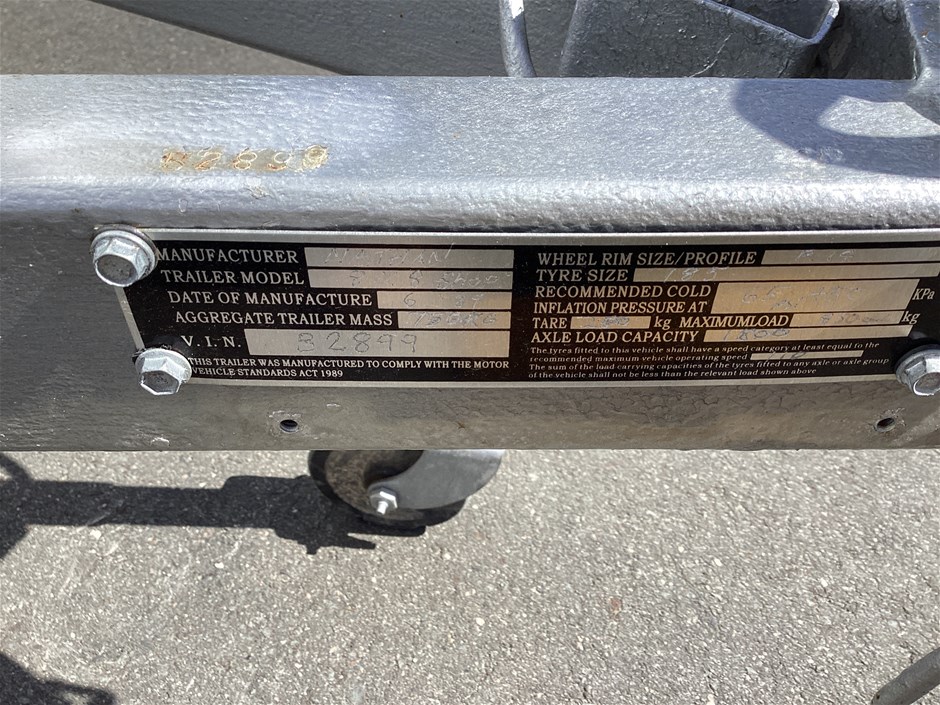 B2899
MANUFACTURER
TRAILER MODEL
DATE OF MANUFACTURE 6
AGGREGATE TRAILER MASS
V.I.N. B2899
THIS TRAILER WAS MANUFACTURED TO COMPLY WITH THE MOTOR
VEHICLE STANDARDS ACT 1989
WHEEL RIM SIZE/PROFILE
TYRE SIZE 185
RECOMMENDED COLD
INFLATION PRESSURE AT KPa
TARE kg MAXIMUMLOAD kg
AXLE LOAD CAPACITY
The tyres fitted to this vehicle shall have a speed category at least equal to the
recommended maximum vehicle operating speed
The sum of the load carrying capacities of the tyres fitted to any axle or axle group
of the vehicle shall not be less than the relevant load shown above